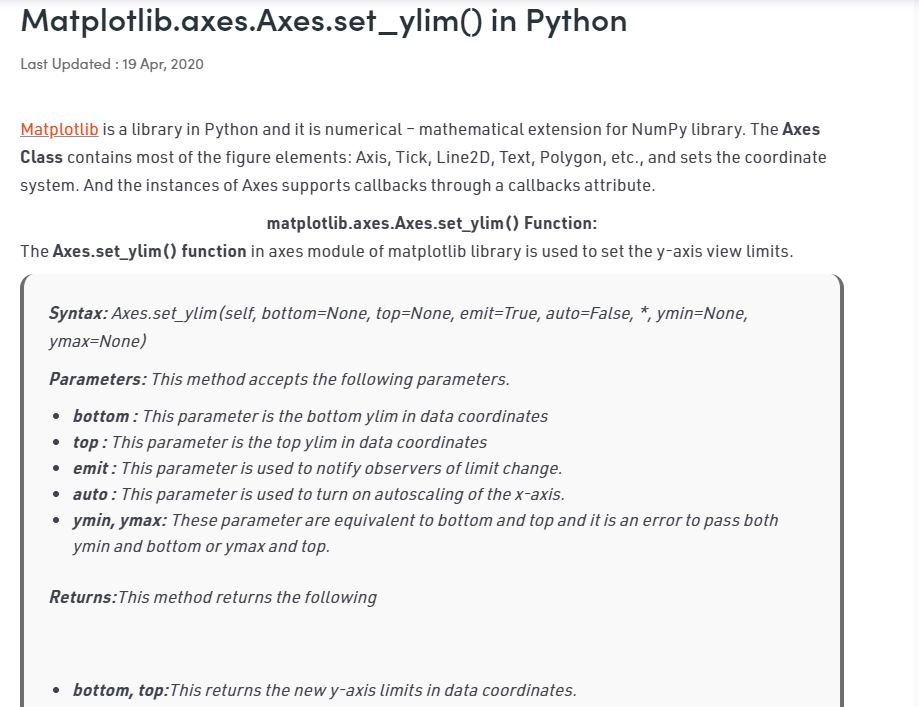 Matplotlib.axes.Axes.set_ylim() in Python
Last Updated : 19 Apr, 2020
Matplotlib is a library in Python and it is numerical – mathematical extension for NumPy library. The Axes
Class contains most of the figure elements: Axis, Tick, Line2D, Text, Polygon, etc., and sets the coordinate
system. And the instances of Axes supports callbacks through a callbacks attribute.
matplotlib.axes.Axes.set_ylim() Function:
The Axes.set_ylim() function in axes module of matplotlib library is used to set the y-axis view limits.
Syntax: Axes.set_ylim(self, bottom=None, top=None, emit=True, auto=False, *, ymin=None,
ymax=None)
Parameters: This method accepts the following parameters.
• bottom : This parameter is the bottom ylim in data coordinates
• top : This parameter is the top ylim in data coordinates
• emit : This parameter is used to notify observers of limit change.
• auto : This parameter is used to turn on autoscaling of the x-axis.
• ymin, ymax: These parameter are equivalent to bottom and top and it is an error to pass both
ymin and bottom or ymax and top.
Returns:This method returns the following
• bottom, top:This returns the new y-axis limits in data coordinates.